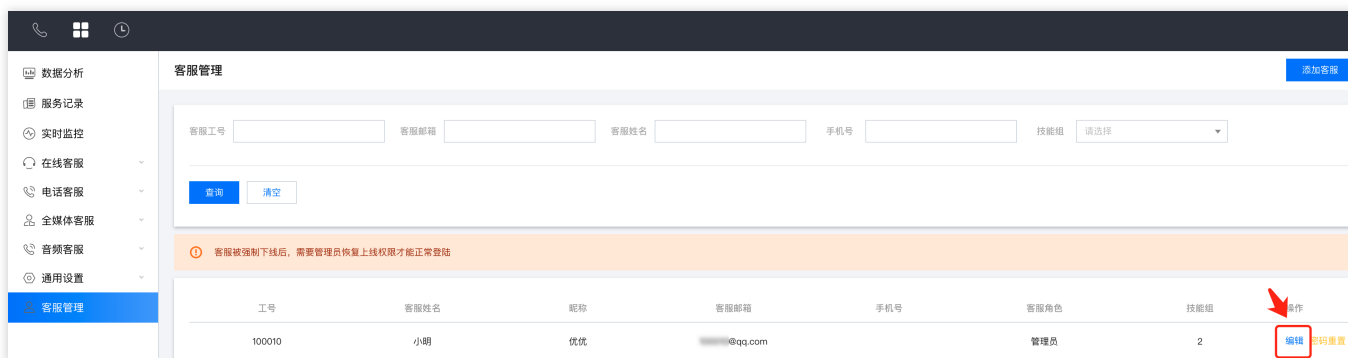 数据分析
客服管理
添加客服
服务记录
实时监控
客服工号 客服邮箱 客服姓名 手机号 技能组 请选择
在线客服
电话客服
查询 清空
全媒体客服
音频客服
客服被强制下线后，需要管理员恢复上线权限才能正常登陆
通用设置
客服管理
工号 客服姓名 昵称 客服邮箱 手机号 客服角色 技能组 操作
100010 小明 优优 @qq.com 管理员 2 编辑 密码重置